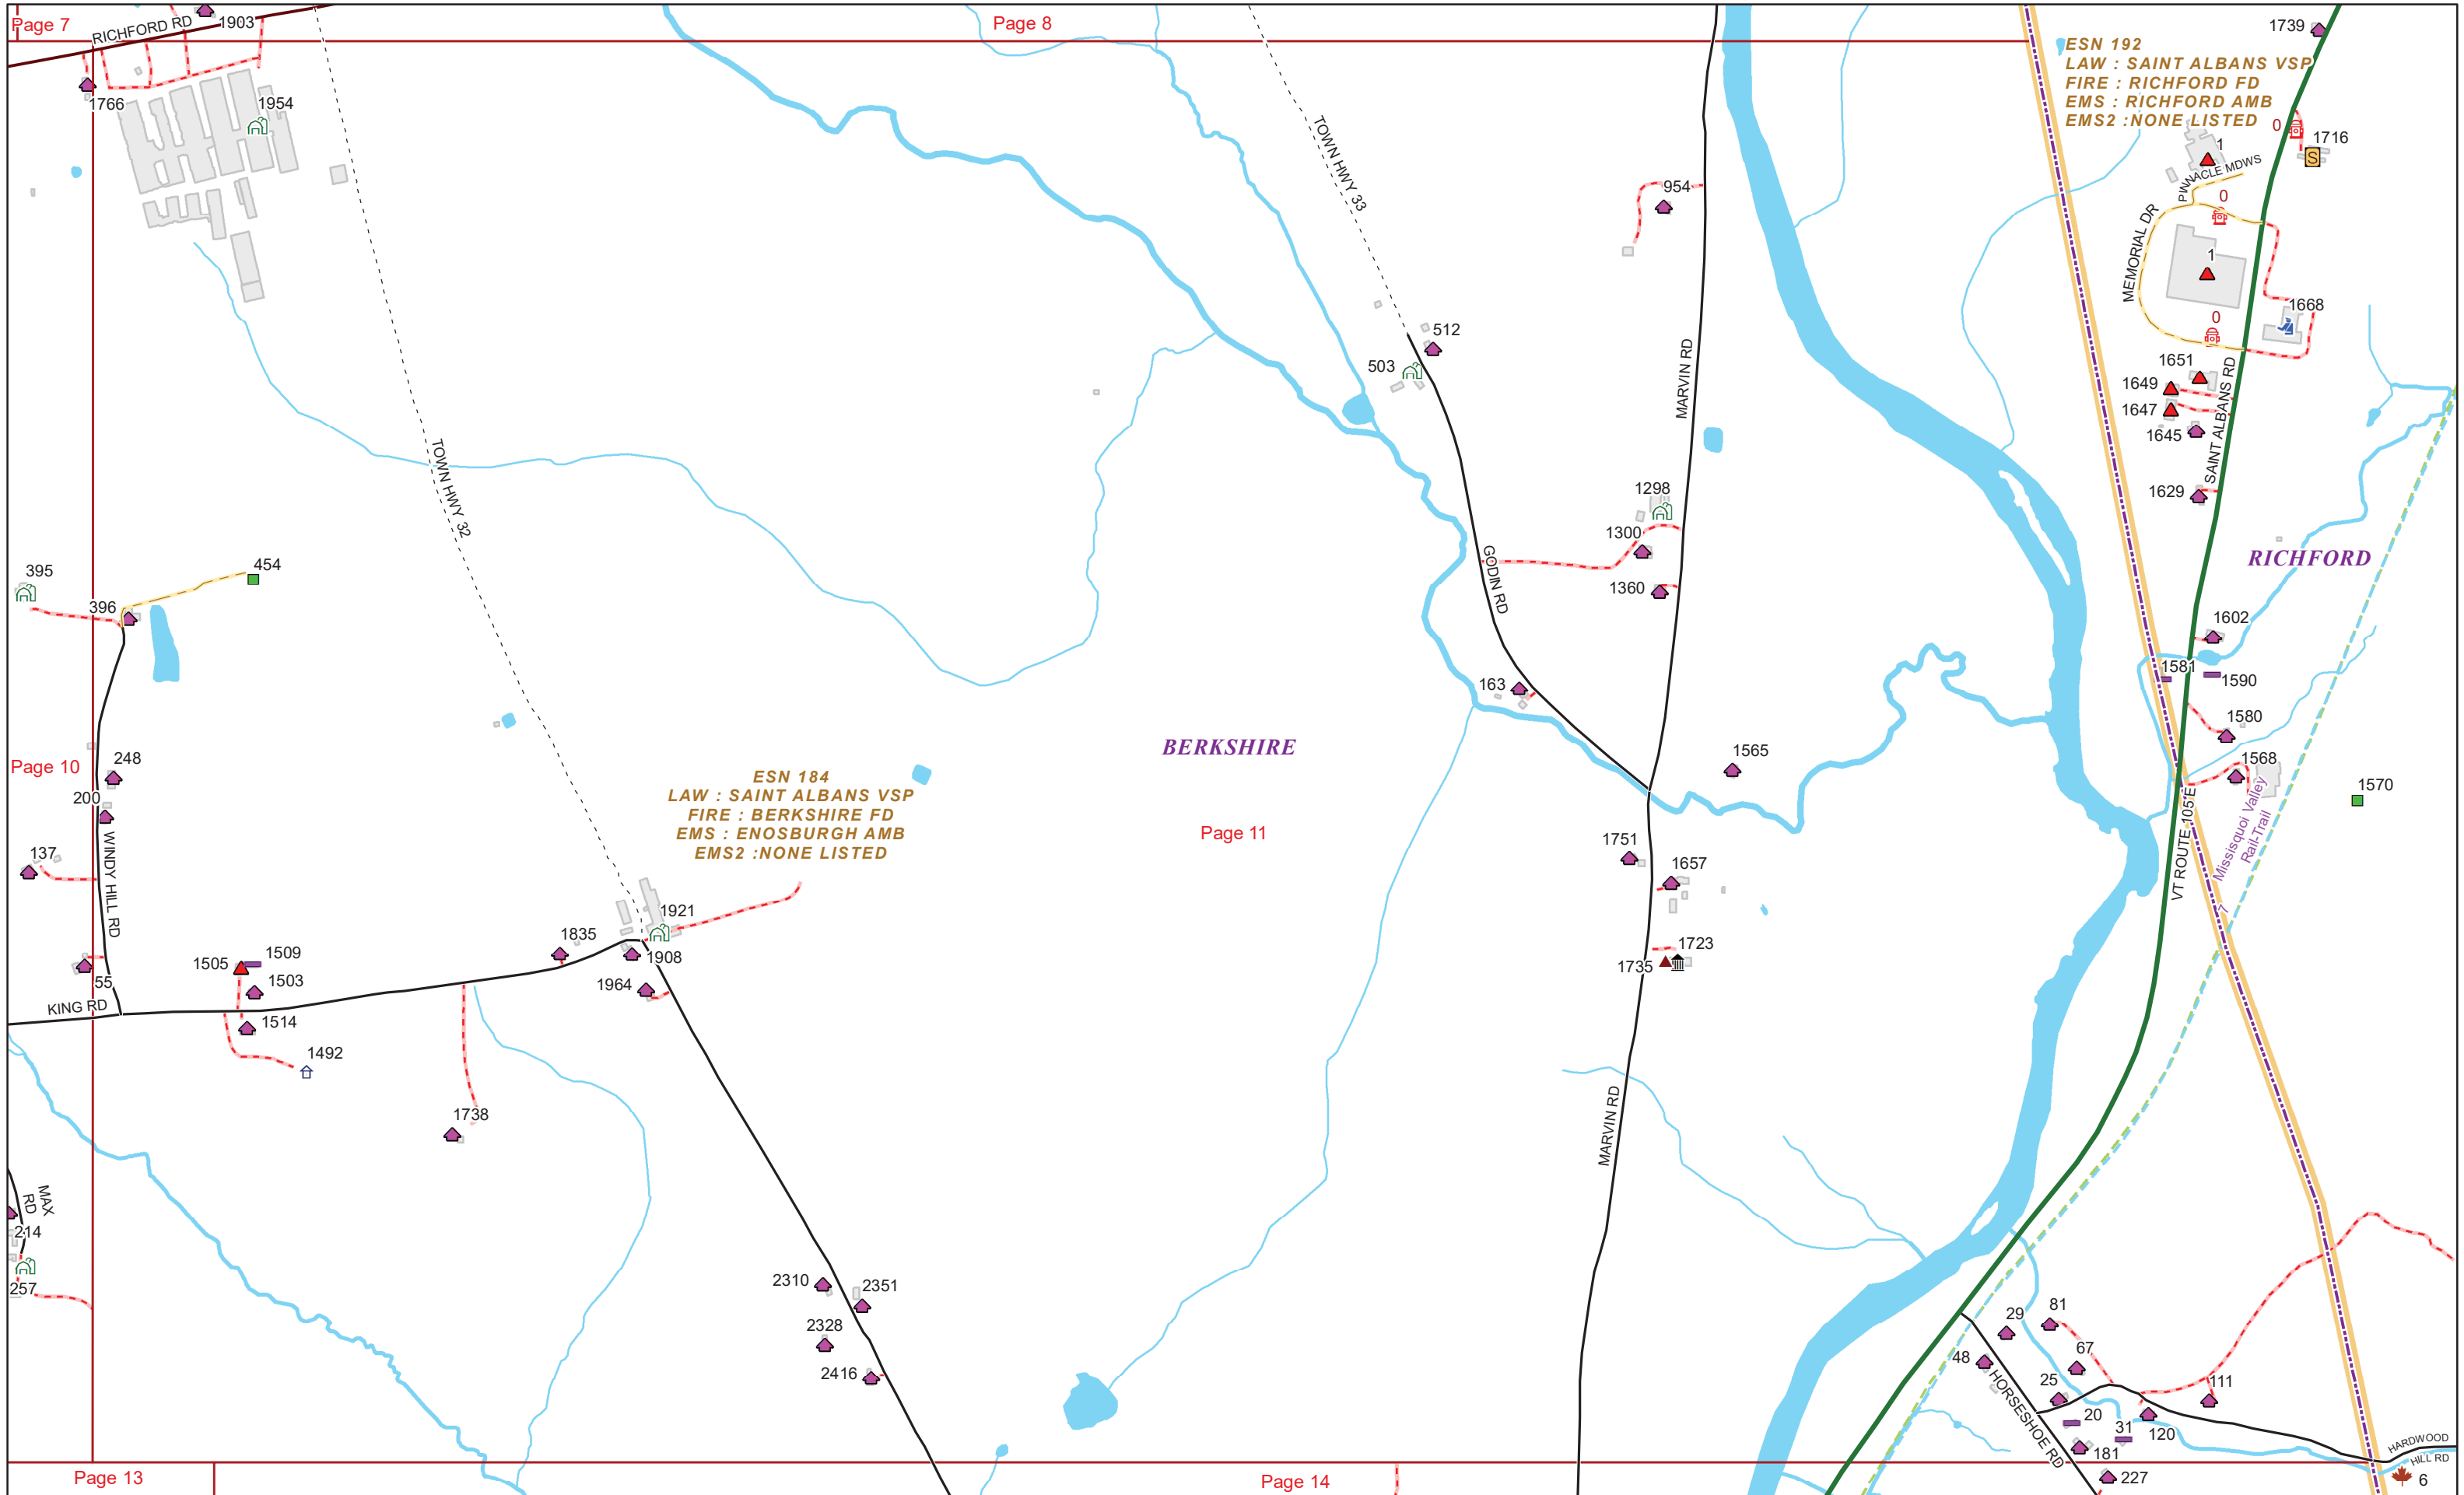 Page 7
RICHFORD RD
1903
Page 8
1739
ESN 192
LAW : SAINT ALBANS VSP
FIRE : RICHFORD FD
EMS : RICHFORD AMB
EMS2 :NONE LISTED
1766
1954
TOWN HWY 33
0
1716
S
1
PINNACLE MDWS
954
0
MEMORIAL DR
1
1668
0
512
503
MARVIN RD
1651
1649
1647
1645
SAINT ALBANS RD
1629
TOWN HWY 32
1298
1300
GODIN RD
1360
RICHFORD
395
454
396
1602
1581
1590
163
1580
BERKSHIRE
Page 10
248
200
1565
1568
1570
ESN 184
LAW : SAINT ALBANS VSP
FIRE : BERKSHIRE FD
EMS : ENOSBURGH AMB
EMS2 :NONE LISTED
Page 11
VT ROUTE 105 E
Missisquoi Valley
Rail-Trail
7
137
WINDY HILL RD
1751
1657
1921
1835
1908
1723
1735
1509
1505
1503
1964
55
KING RD
1514
1492
1738
MARVIN RD
MAX
RD
214
257
2310
2351
2328
2416
29
81
48
67
25
111
HORSESHOE RD
20
31
120
181
HARDWOOD
HILL RD
Page 13
Page 14
227
6